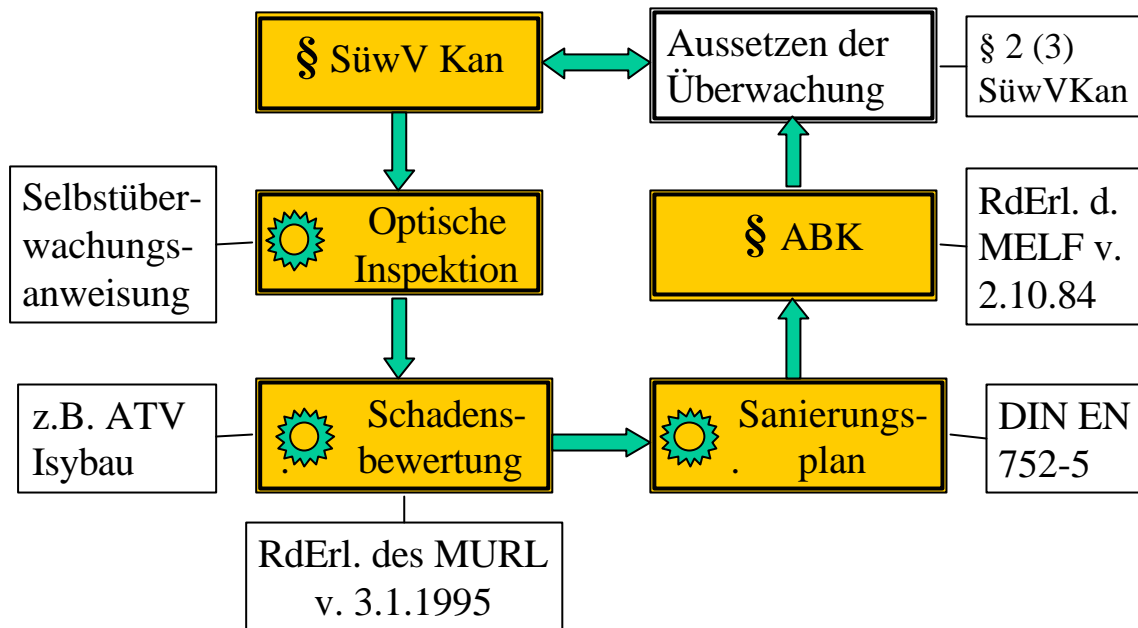 § SüwV Kan
Aussetzen der
Überwachung
§ 2 (3)
SüwVKan
Selbstüber-
wachungs-
anweisung
Optische
Inspektion
§ ABK
RdErl. d.
MELF v.
2.10.84
z.B. ATV
Isybau
Schadens-
. bewertung
Sanierungs-
. plan
DIN EN
752-5
RdErl. des MURL
v. 3.1.1995